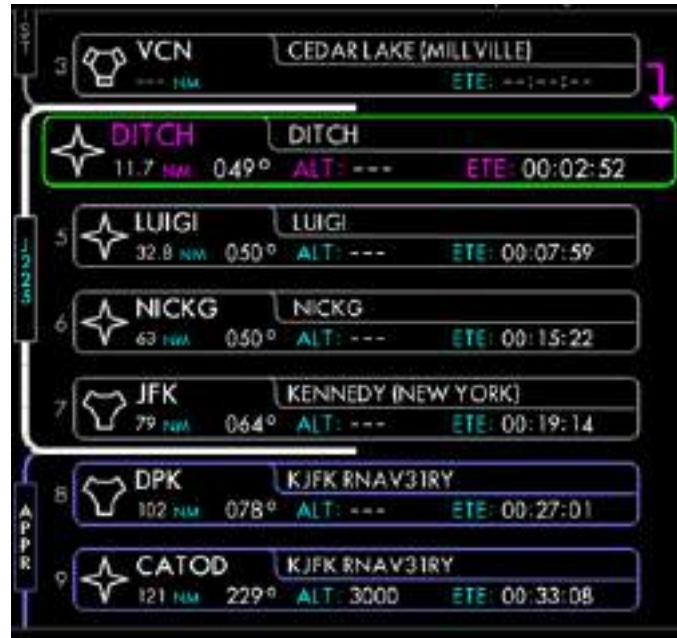 3 VCN CEDAR LAKE (MILLVILLE)
--- NM ETE: --:--:--
DITCH DITCH
11.7 NM 049° ALT: --- ETE: 00:02:52
J225
5 LUIGI LUIGI
32.8 NM 050° ALT: --- ETE: 00:07:59
6 NICKG NICKG
63 NM 050° ALT: --- ETE: 00:15:22
7 JFK KENNEDY (NEW YORK)
79 NM 064° ALT: --- ETE: 00:19:14
APPR
8 DPK KJFK RNAV31RY
102 NM 078° ALT: --- ETE: 00:27:01
9 CATOD KJFK RNAV31RY
121 NM 229° ALT: 3000 ETE: 00:33:08